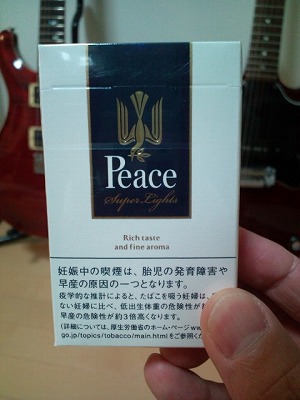 Peace
Super Lights
Rich taste
and fine aroma
妊娠中の喫煙は、胎児の発育障害や
早産の原因の一つとなります。
疫学的な推計によると、たばこを吸う妊婦は、
ない妊婦に比べ、低出生体重の危険性が約
早産の危険性が約3倍高くなります。
(詳細については、厚生労働省のホーム・ページ ww
go.jp/topics/tobacco/main.html をご参照くだ